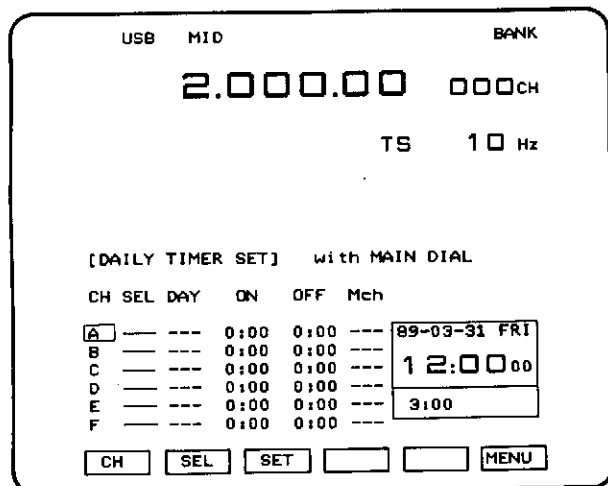 USB MID BANK
2.000.00 000CH
TS 10 Hz
[DAILY TIMER SET] with MAIN DIAL
CH SEL DAY ON OFF Mch
A —— --- 0:00 0:00 ---
B —— --- 0:00 0:00 ---
C —— --- 0:00 0:00 ---
D —— --- 0:00 0:00 ---
E —— --- 0:00 0:00 ---
F —— --- 0:00 0:00 ---
89-03-31 FRI
12:00 00
3:00
CH SEL SET MENU